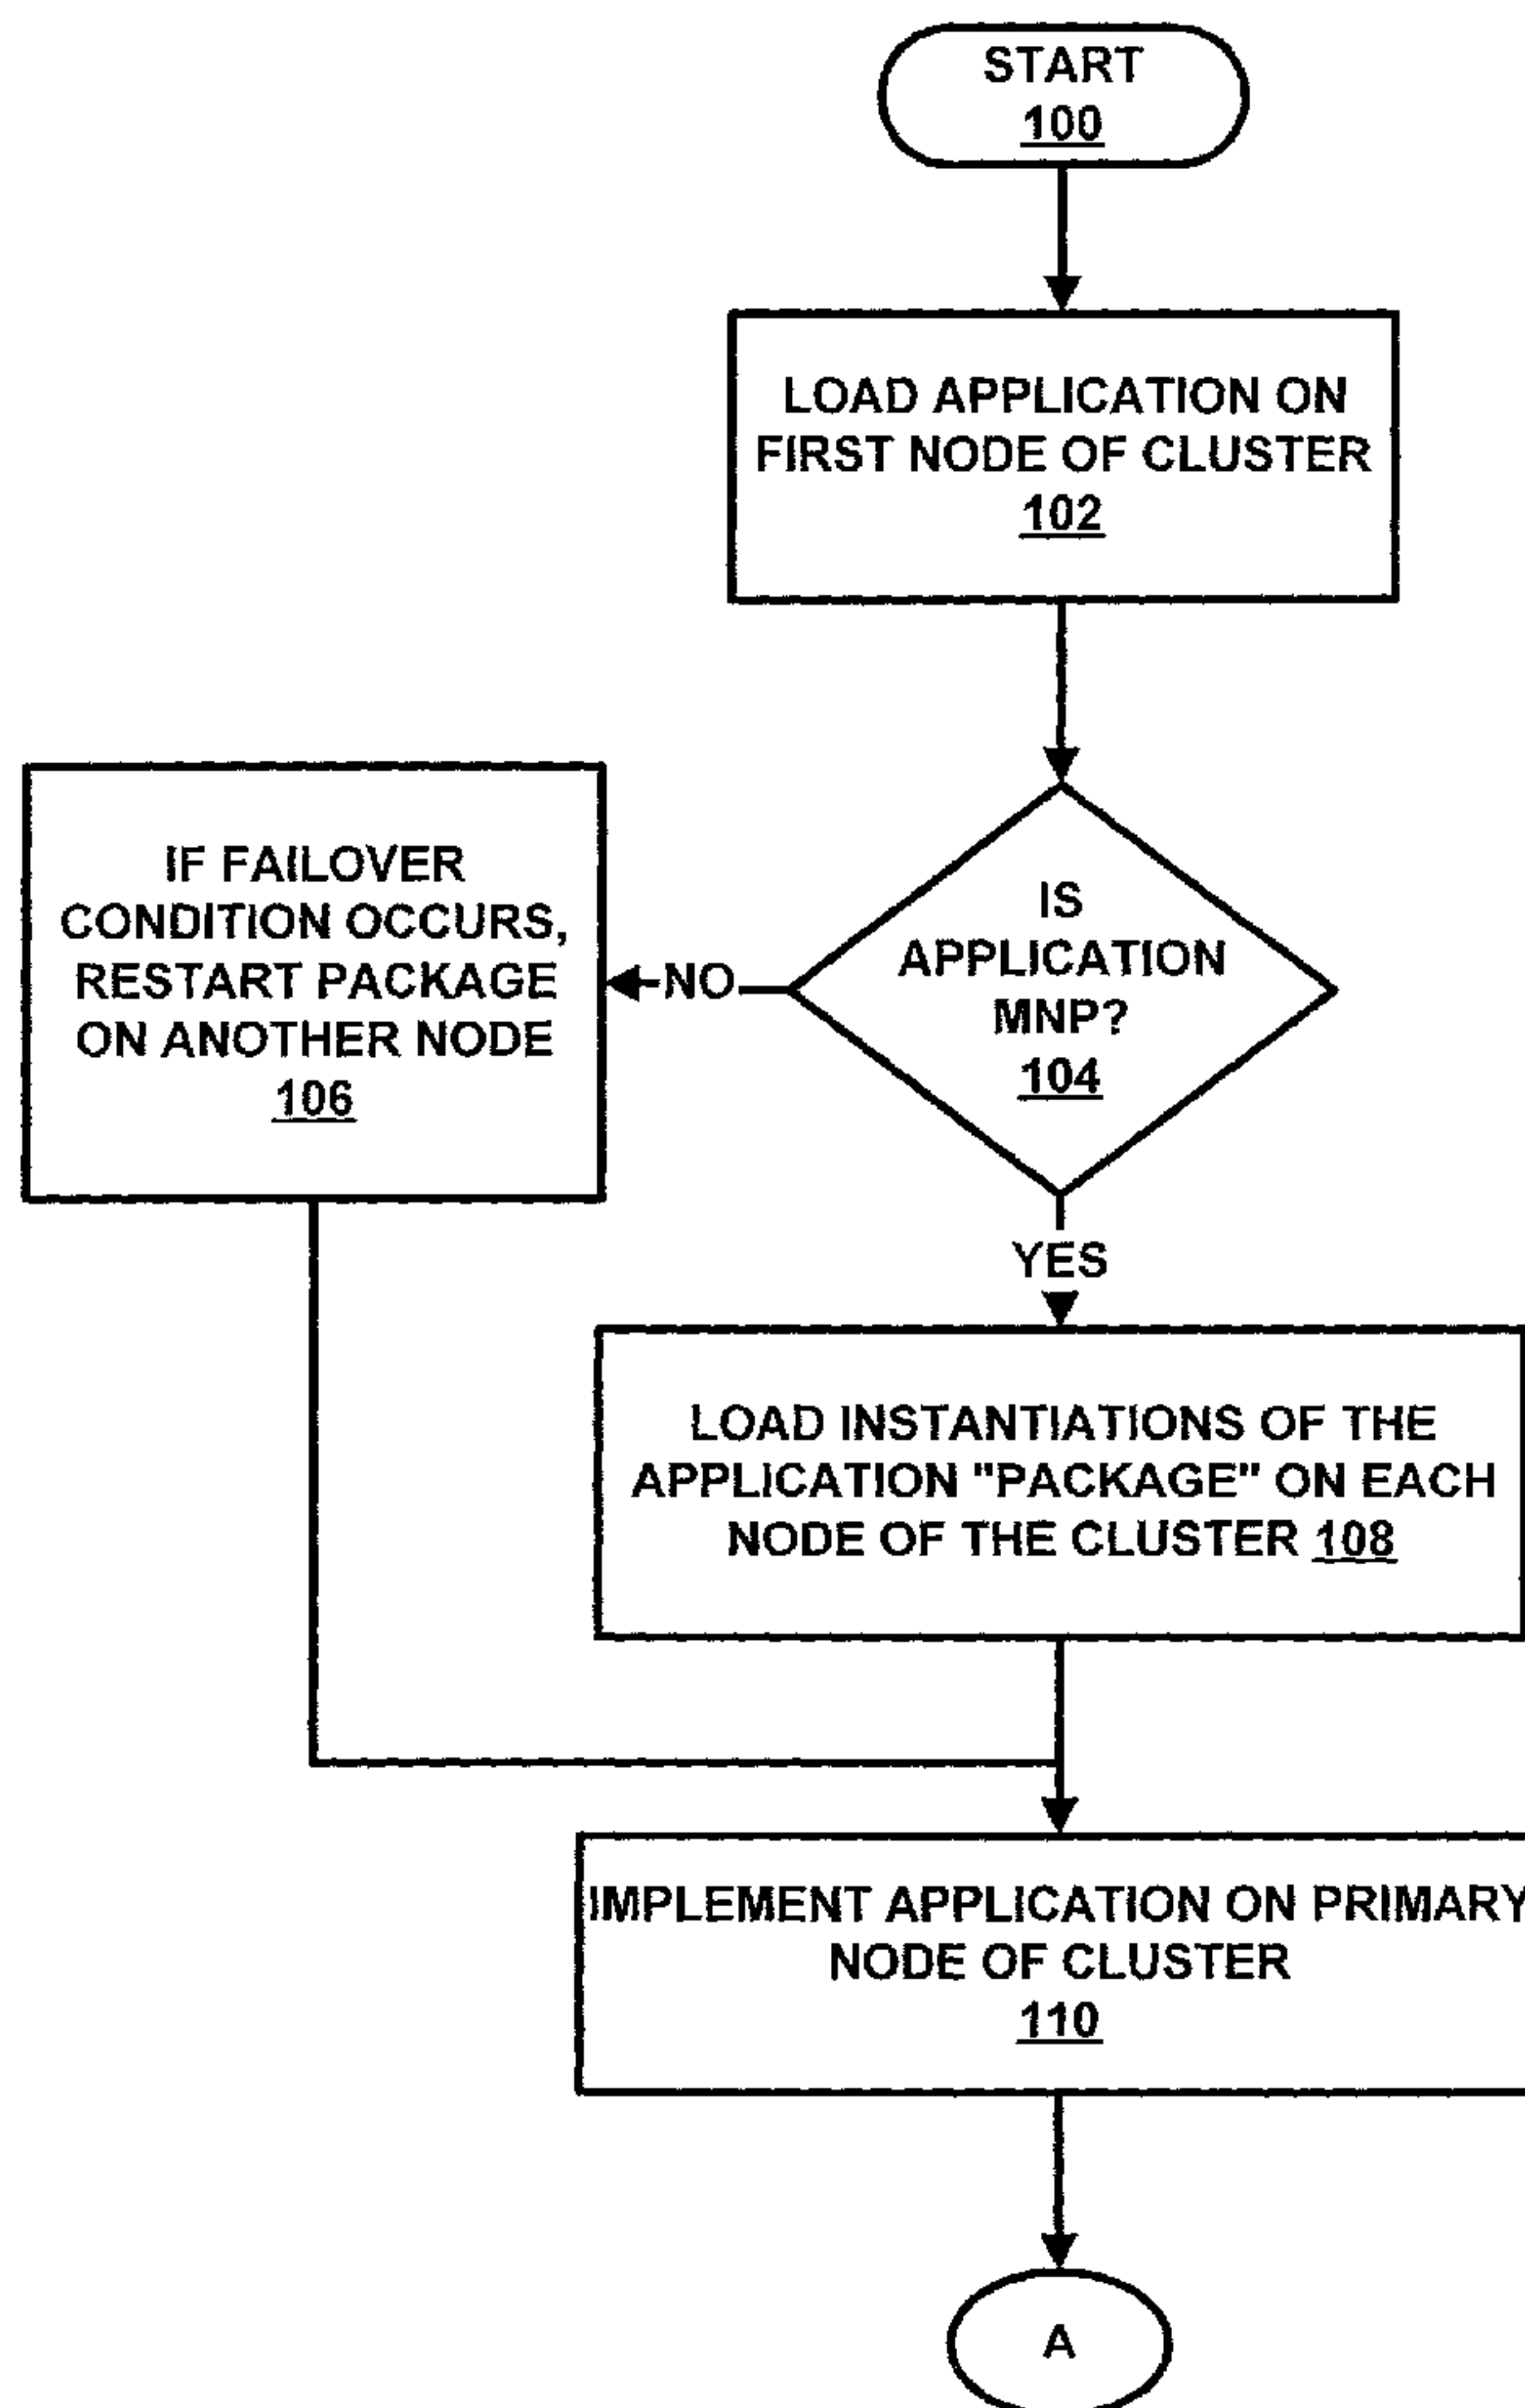 START
100
LOAD APPLICATION ON
FIRST NODE OF CLUSTER
102
IS
APPLICATION
MNP?
104
NO
IF FAILOVER
CONDITION OCCURS,
RESTART PACKAGE
ON ANOTHER NODE
106
YES
LOAD INSTANTIATIONS OF THE
APPLICATION "PACKAGE" ON EACH
NODE OF THE CLUSTER 108
IMPLEMENT APPLICATION ON PRIMARY
NODE OF CLUSTER
110
A